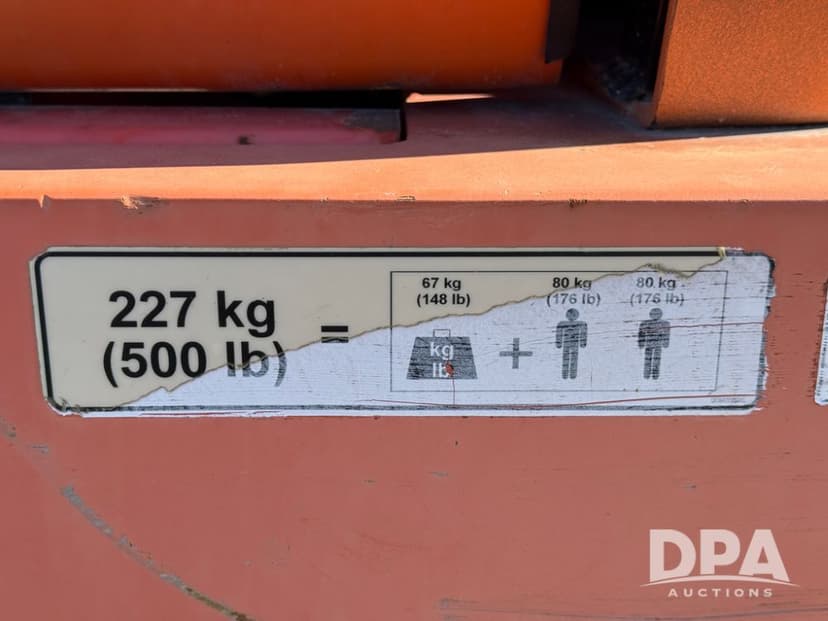 227 kg
(500 lb)
=
67 kg
(148 lb)
kg
lb
+
80 kg
(176 lb)
80 kg
(176 lb)
DPA
AUCTIONS